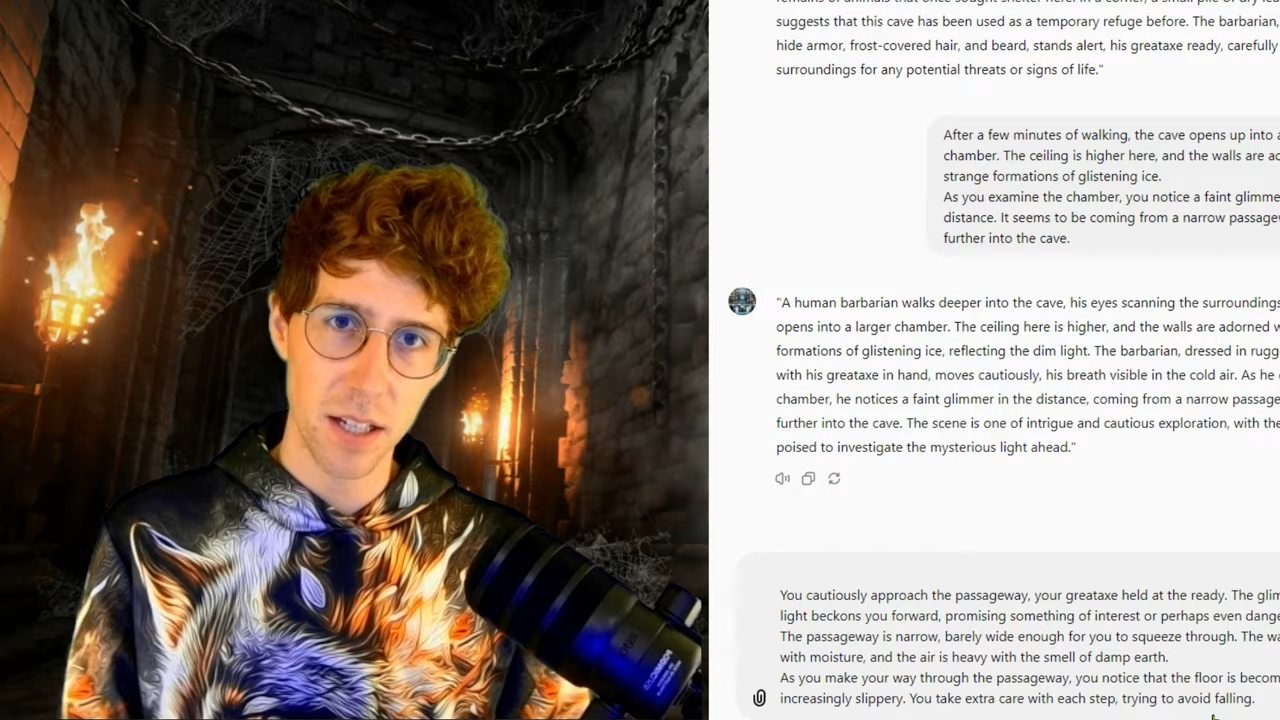 suggests that this cave has been used as a temporary refuge before. The barbarian,
hide armor, frost-covered hair, and beard, stands alert, his greataxe ready, carefully
surroundings for any potential threats or signs of life."
After a few minutes of walking, the cave opens up into a
chamber. The ceiling is higher here, and the walls are
strange formations of glistening ice.
As you examine the chamber, you notice a faint
distance. It seems to be coming from a narrow
further into the cave.
"A human barbarian walks deeper into the cave, his eyes scanning the
opens into a larger chamber. The ceiling here is higher, and the walls are adorned
formations of glistening ice, reflecting the dim light. The barbarian, dressed in
with his greataxe in hand, moves cautiously, his breath visible in the cold air. As he
chamber, he notices a faint glimmer in the distance, coming from a narrow
further into the cave. The scene is one of intrigue and cautious exploration, with the
poised to investigate the mysterious light ahead."
You cautiously approach the passageway, your greataxe held at the ready. The
light beckons you forward, promising something of interest or perhaps even
The passageway is narrow, barely wide enough for you to squeeze through. The
with moisture, and the air is heavy with the smell of damp earth.
As you make your way through the passageway, you notice that the floor is
increasingly slippery. You take extra care with each step, trying to avoid falling.